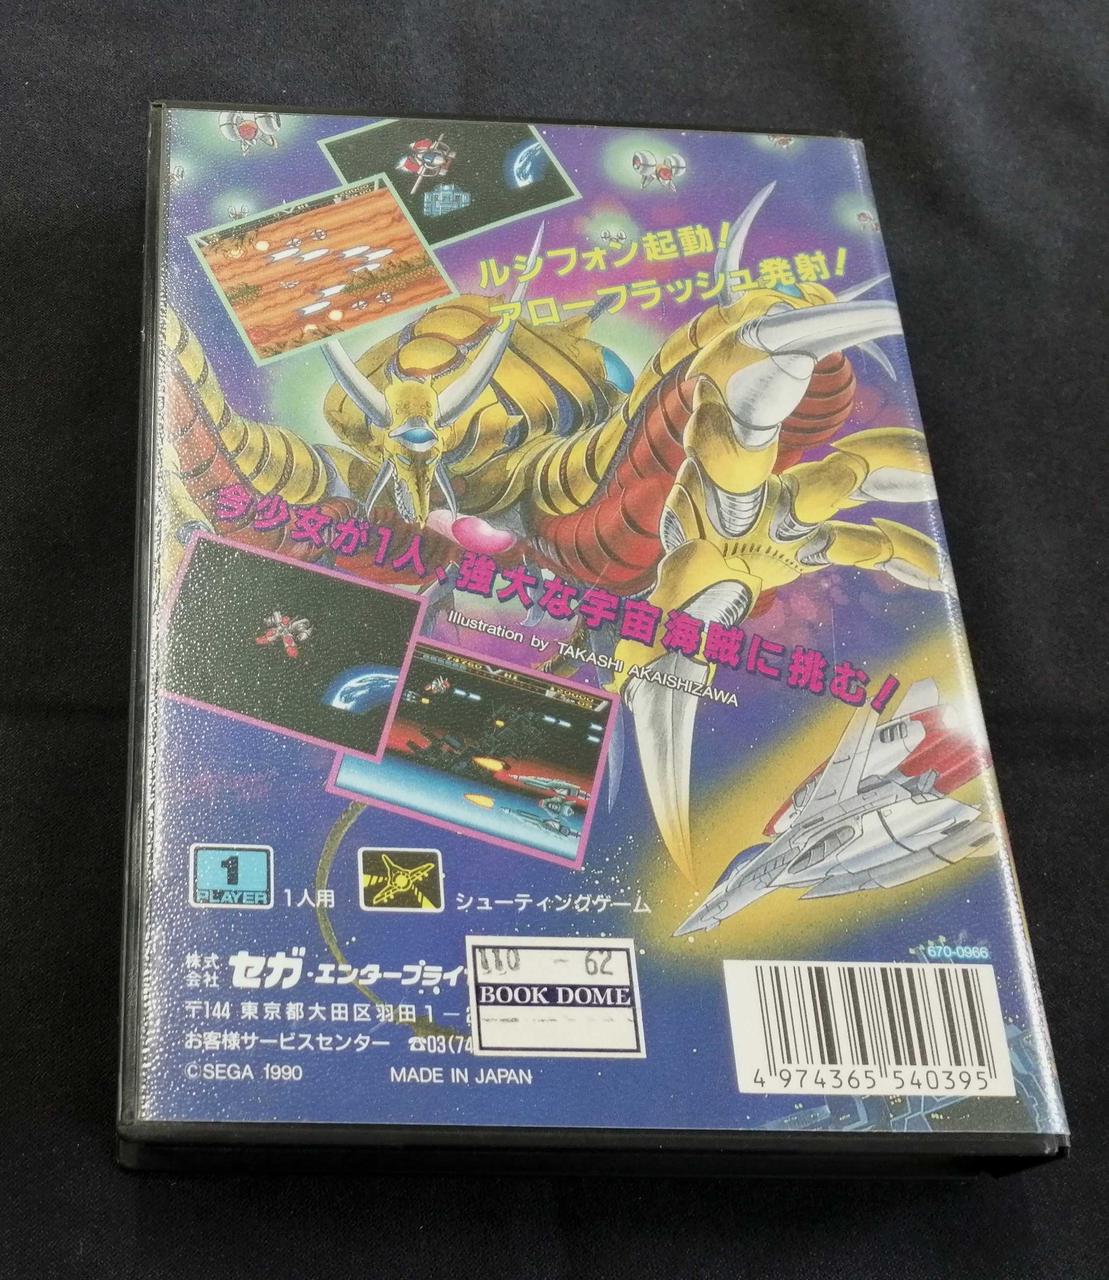 ルシフォン起動!
アローフラッシュ発射!
今少女が1人、強大な宇宙海賊に挑む!
Illustration by TAKASHI AKAISHIZAWA
1
PLAYER
1人用
シューティングゲーム
670-0966
株式
会社
セガ・エンタープライ
110 - 62
BOOK DOME
〒144 東京都大田区羽田1-2
お客様サービスセンター ☎03(74
©SEGA 1990
MADE IN JAPAN
4 974365 540395